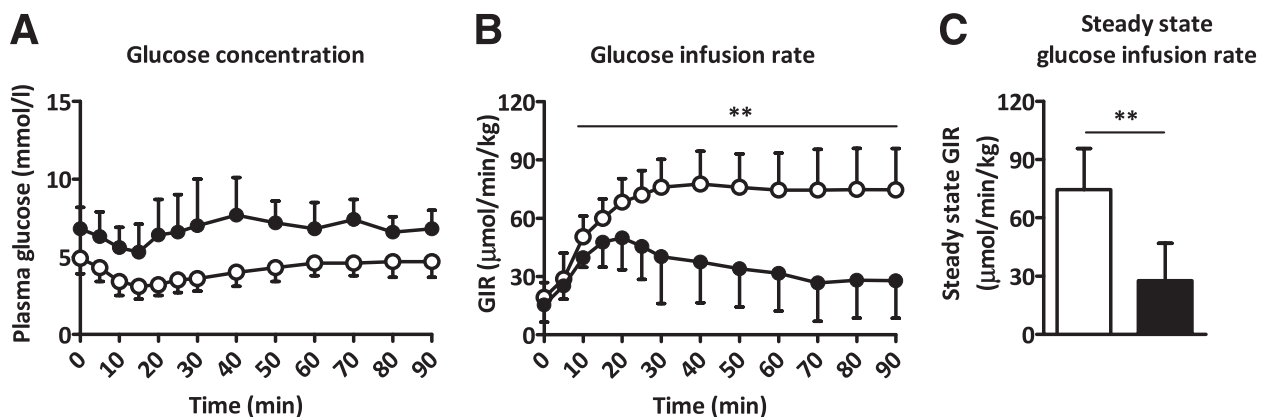 A
Glucose concentration
Plasma glucose (mmol/l)
15
10
5
0
0 10 20 30 40 50 60 70 80 90
Time (min)
B
Glucose infusion rate
GIR (μmol/min/kg)
120
90
60
30
0
**
0 10 20 30 40 50 60 70 80 90
Time (min)
C
Steady state
glucose infusion rate
Steady state GIR
(μmol/min/kg)
120
90
60
30
0
**